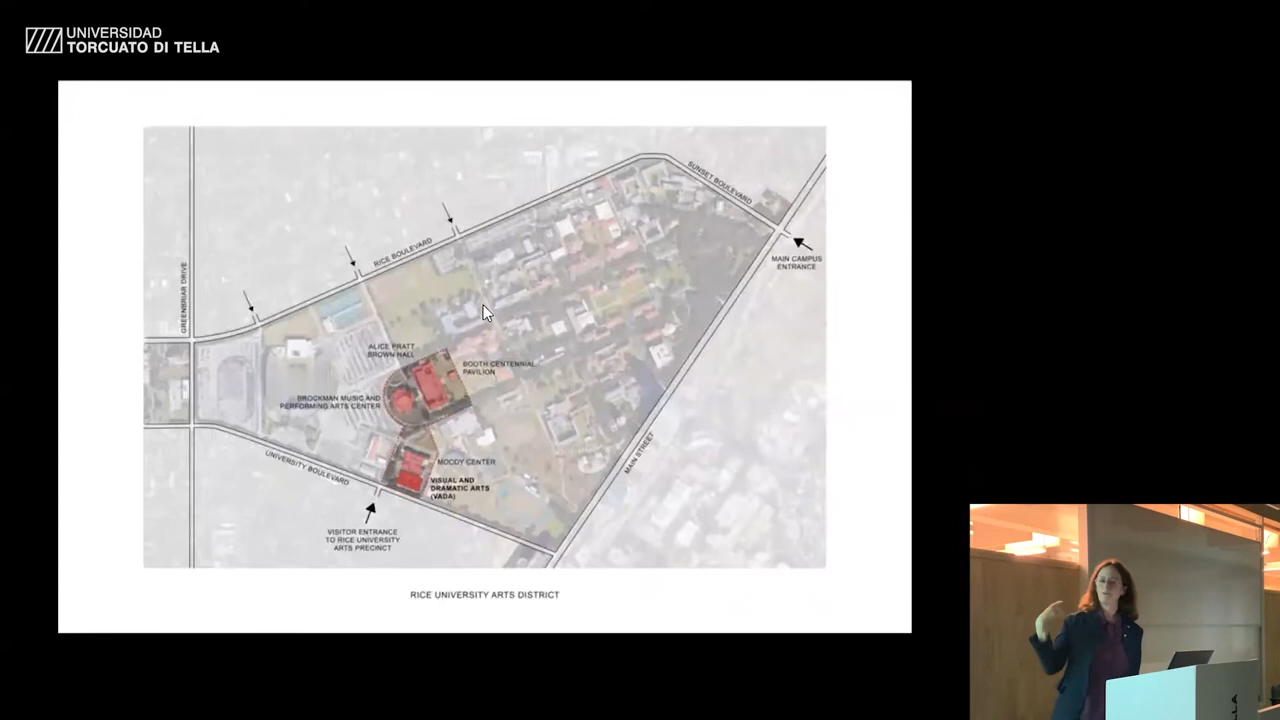 UNIVERSIDAD
TORCUATO DI TELLA
SUNSET BOULEVARD
RICE BOULEVARD
MAIN CAMPUS
ENTRANCE
GREENBRIAR DRIVE
ALICE PRATT
BROWN HALL
BOOTH CENTENNIAL
PAVILION
BROCKMAN MUSIC AND
PERFORMING ARTS CENTER
MAIN STREET
UNIVERSITY BOULEVARD
MOODY CENTER
VISUAL AND
DRAMATIC ARTS
(VADA)
VISITOR ENTRANCE
TO RICE UNIVERSITY
ARTS PRECINCT
RICE UNIVERSITY ARTS DISTRICT